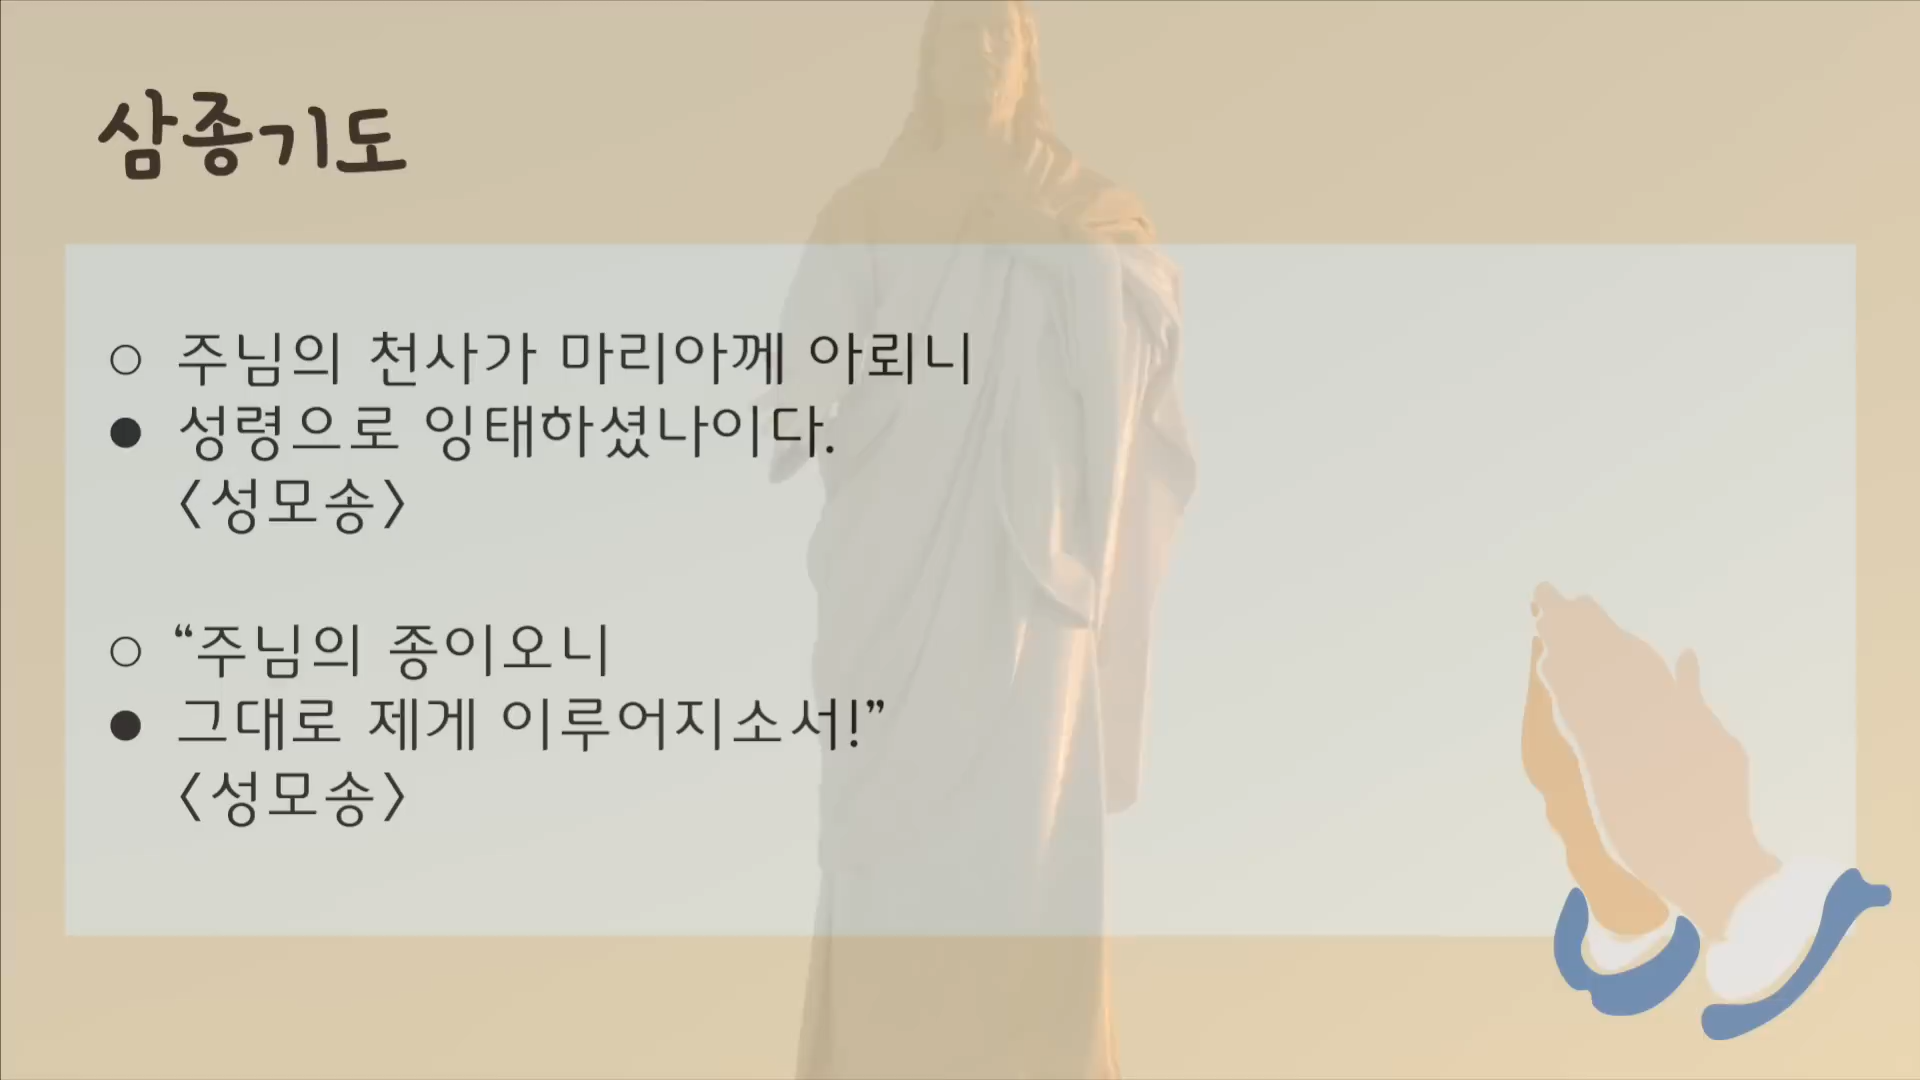 삼종기도
○ 주님의 천사가 마리아께 아뢰니
● 성령으로 잉태하셨나이다.
〈성모송〉
○ “주님의 종이오니
● 그대로 제게 이루어지소서!”
〈성모송〉